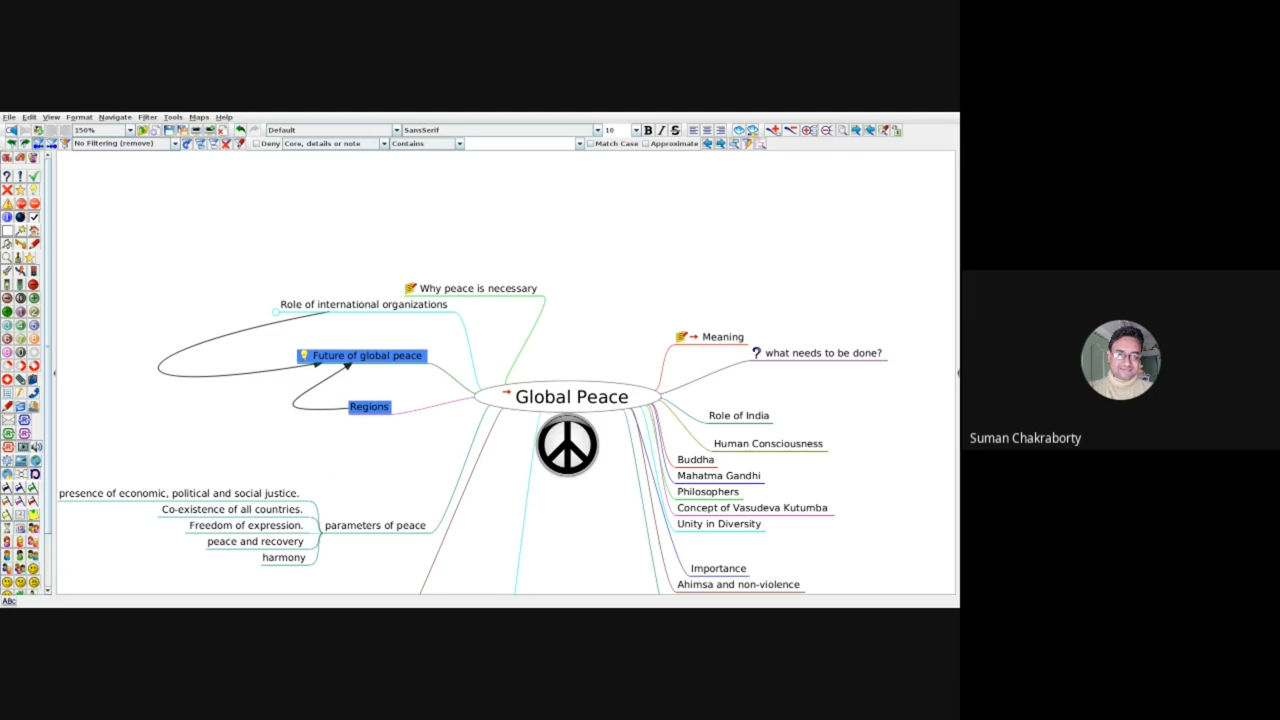 File Edit View Format Navigate Filter Tools Maps Help
150% Default SansSerif 10 B I S
No Filtering (remove) Deny Core, details or note Contains Match Case Approximate
Why peace is necessary
Role of international organizations
Meaning
what needs to be done?
Future of global peace
Global Peace
Regions
Role of India
Human Consciousness
Buddha
Suman Chakraborty
Mahatma Gandhi
Philosophers
presence of economic, political and social justice.
Co-existence of all countries.
Freedom of expression.
peace and recovery
harmony
parameters of peace
Concept of Vasudeva Kutumba
Unity in Diversity
Importance
Ahimsa and non-violence
ABC